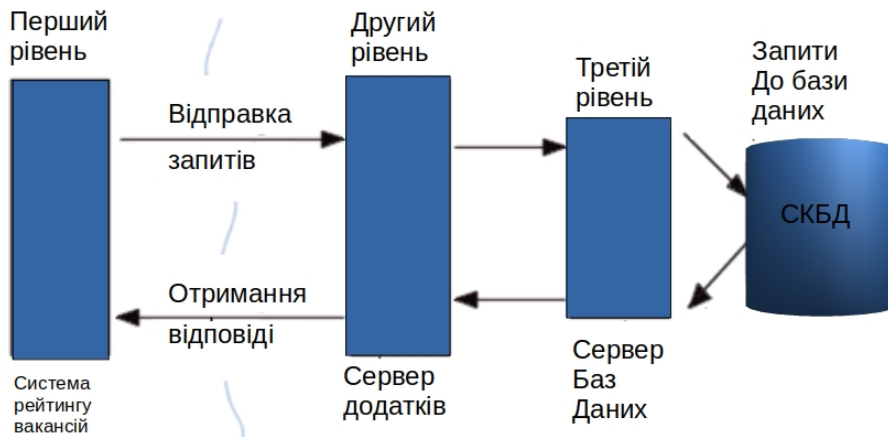 Перший
рівень
Другий
рівень
Третій
рівень
Запити
До бази
даних
Відправка
запитів
СКБД
Отримання
відповіді
Система
рейтингу
вакансій
Сервер
додатків
Сервер
Баз
Даних